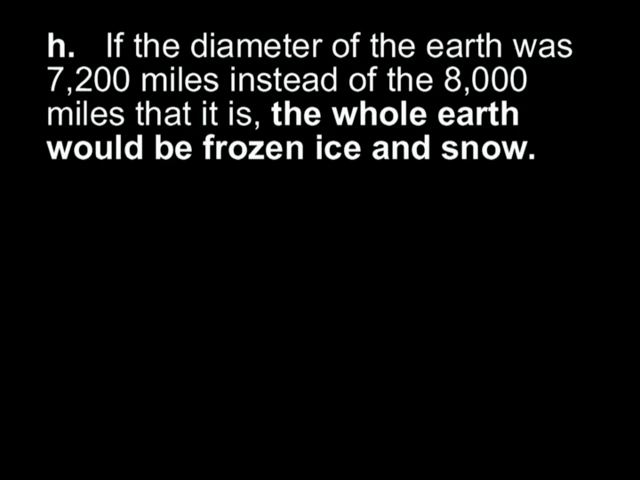 h. If the diameter of the earth was
7,200 miles instead of the 8,000
miles that it is, the whole earth
would be frozen ice and snow.